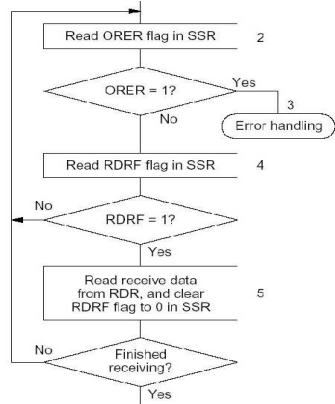 Read ORER flag in SSR
2
Yes
ORER = 1?
3
No
Error handling
Read RDRF flag in SSR
4
No
RDRF = 1?
Yes
Read receive data
from RDR, and clear
RDRF flag to 0 in SSR
5
No
Finished
receiving?
Yes